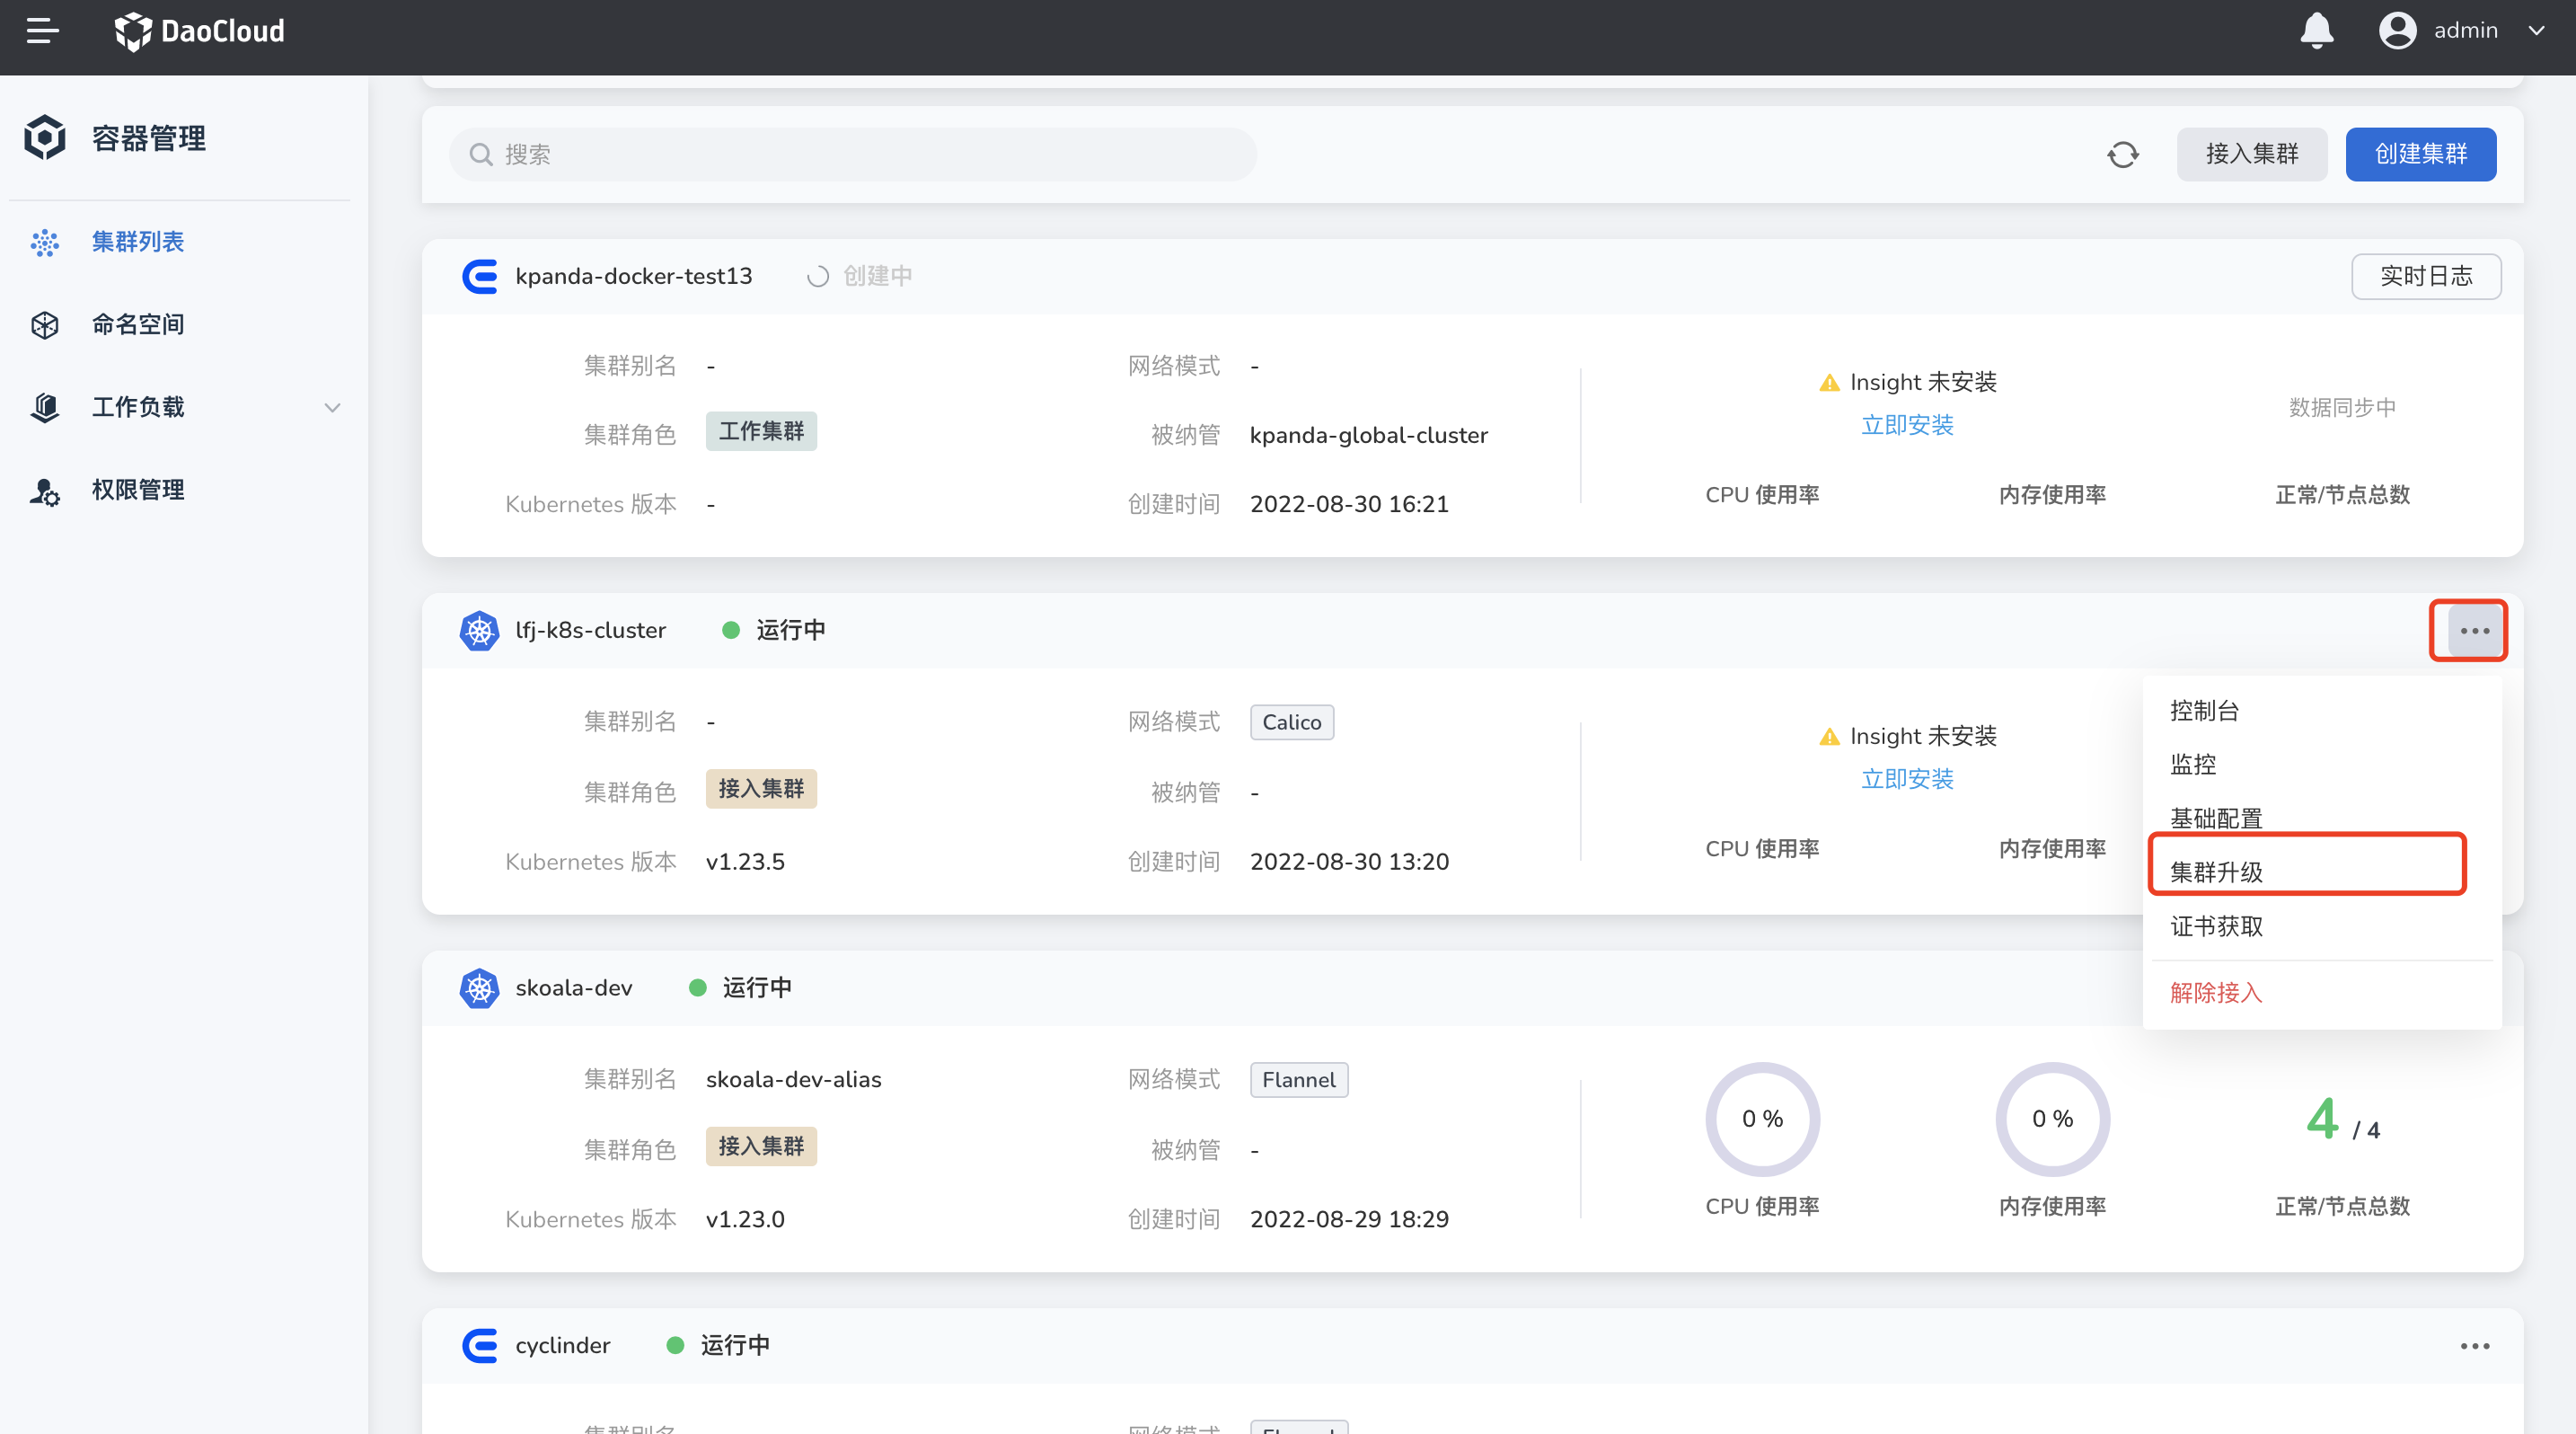 DaoCloud
admin
容器管理
集群列表
命名空间
工作负载
权限管理
搜索
接入集群
创建集群
kpanda-docker-test13
创建中
实时日志
集群别名 -
网络模式 -
集群角色 工作集群
被纳管 kpanda-global-cluster
Kubernetes 版本 -
创建时间 2022-08-30 16:21
Insight 未安装
立即安装
数据同步中
CPU 使用率
内存使用率
正常/节点总数
lfj-k8s-cluster
运行中
集群别名 -
网络模式 Calico
集群角色 接入集群
被纳管 -
Kubernetes 版本 v1.23.5
创建时间 2022-08-30 13:20
Insight 未安装
立即安装
CPU 使用率
内存使用率
控制台
监控
基础配置
集群升级
证书获取
解除接入
skoala-dev
运行中
集群别名 skoala-dev-alias
网络模式 Flannel
集群角色 接入集群
被纳管 -
Kubernetes 版本 v1.23.0
创建时间 2022-08-29 18:29
0 %
CPU 使用率
0 %
内存使用率
4 / 4
正常/节点总数
cyclinder
运行中
集群别名
网络模式 Flannel